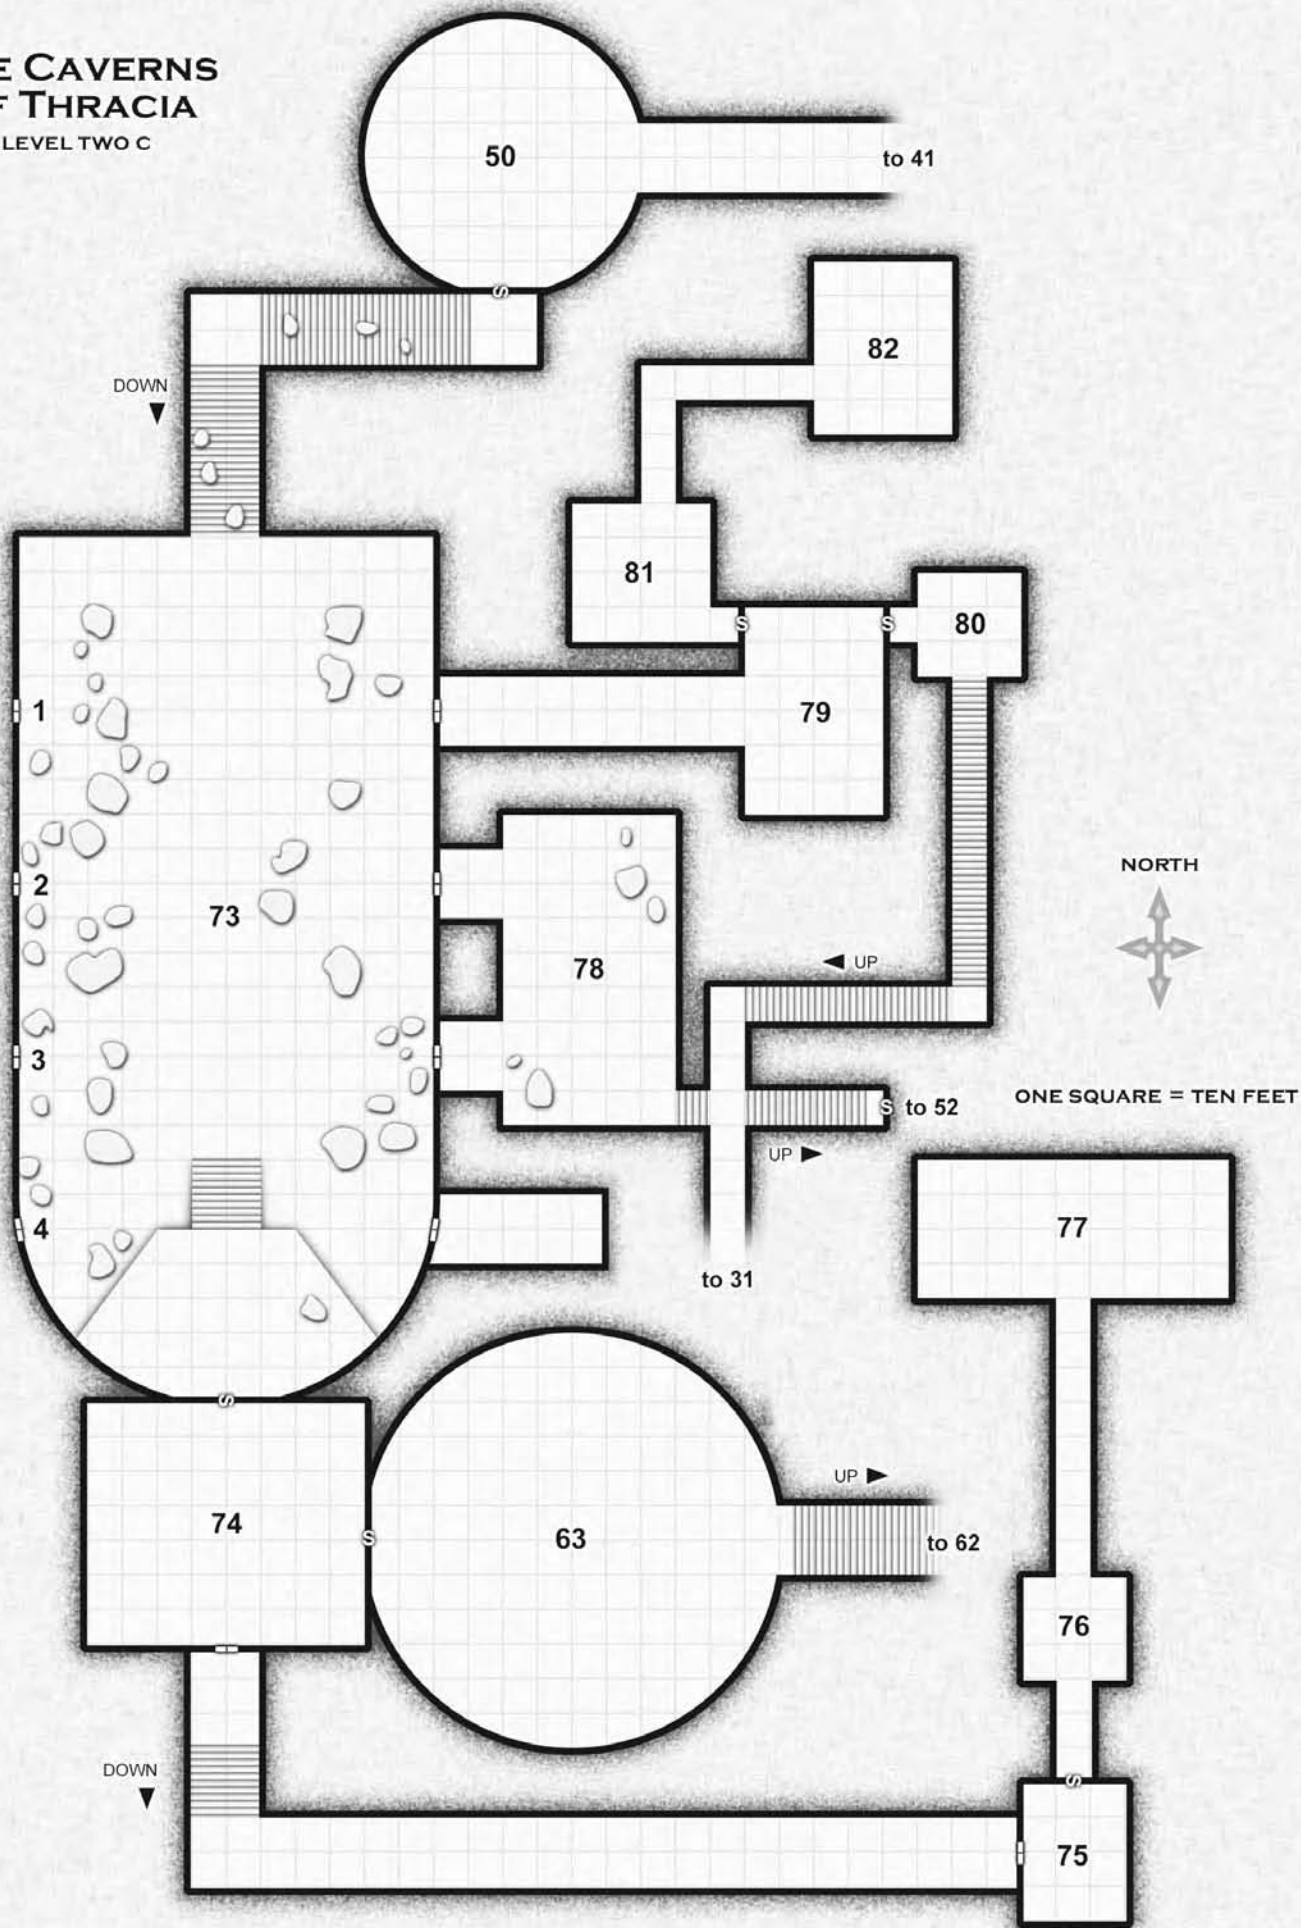 E CAVERNS
F THRACIA
LEVEL TWO C
50
to 41
82
DOWN
81
S
S
S
80
1
79
2
73
NORTH
UP
78
3
S
to 52
ONE SQUARE = TEN FEET
UP
4
77
to 31
S
UP
74
S
63
to 62
76
DOWN
S
75